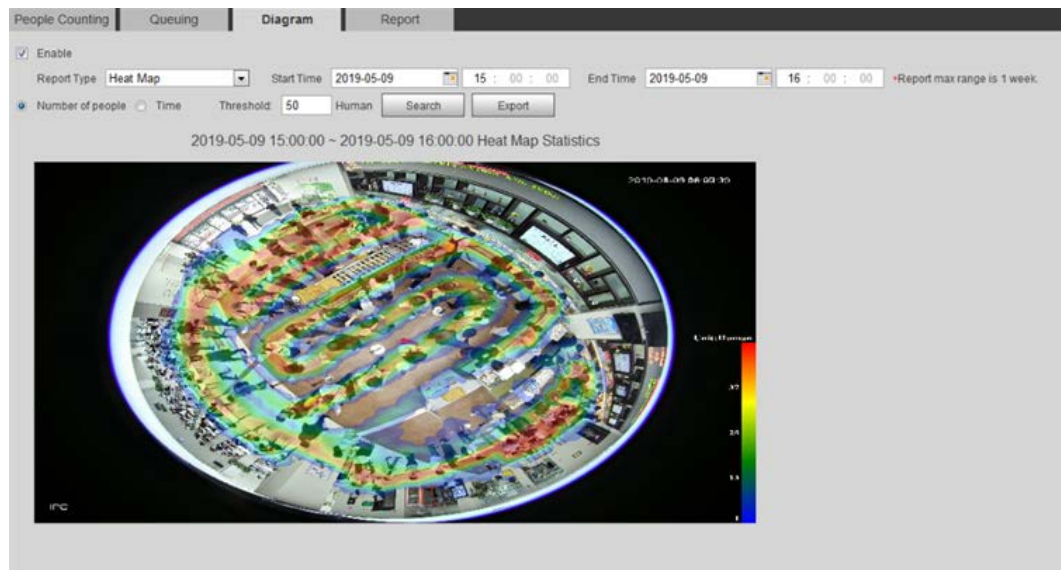 People Counting
Queuing
Diagram
Report
Enable
Report Type Heat Map Start Time 2019-05-09 15 : 00 : 00 End Time 2019-05-09 16 : 00 : 00 *Report max range is 1 week.
Number of people Time Threshold: 50 Human Search Export
2019-05-09 15:00:00 ~ 2019-05-09 16:00:00 Heat Map Statistics
Unit:Human
IPC
1